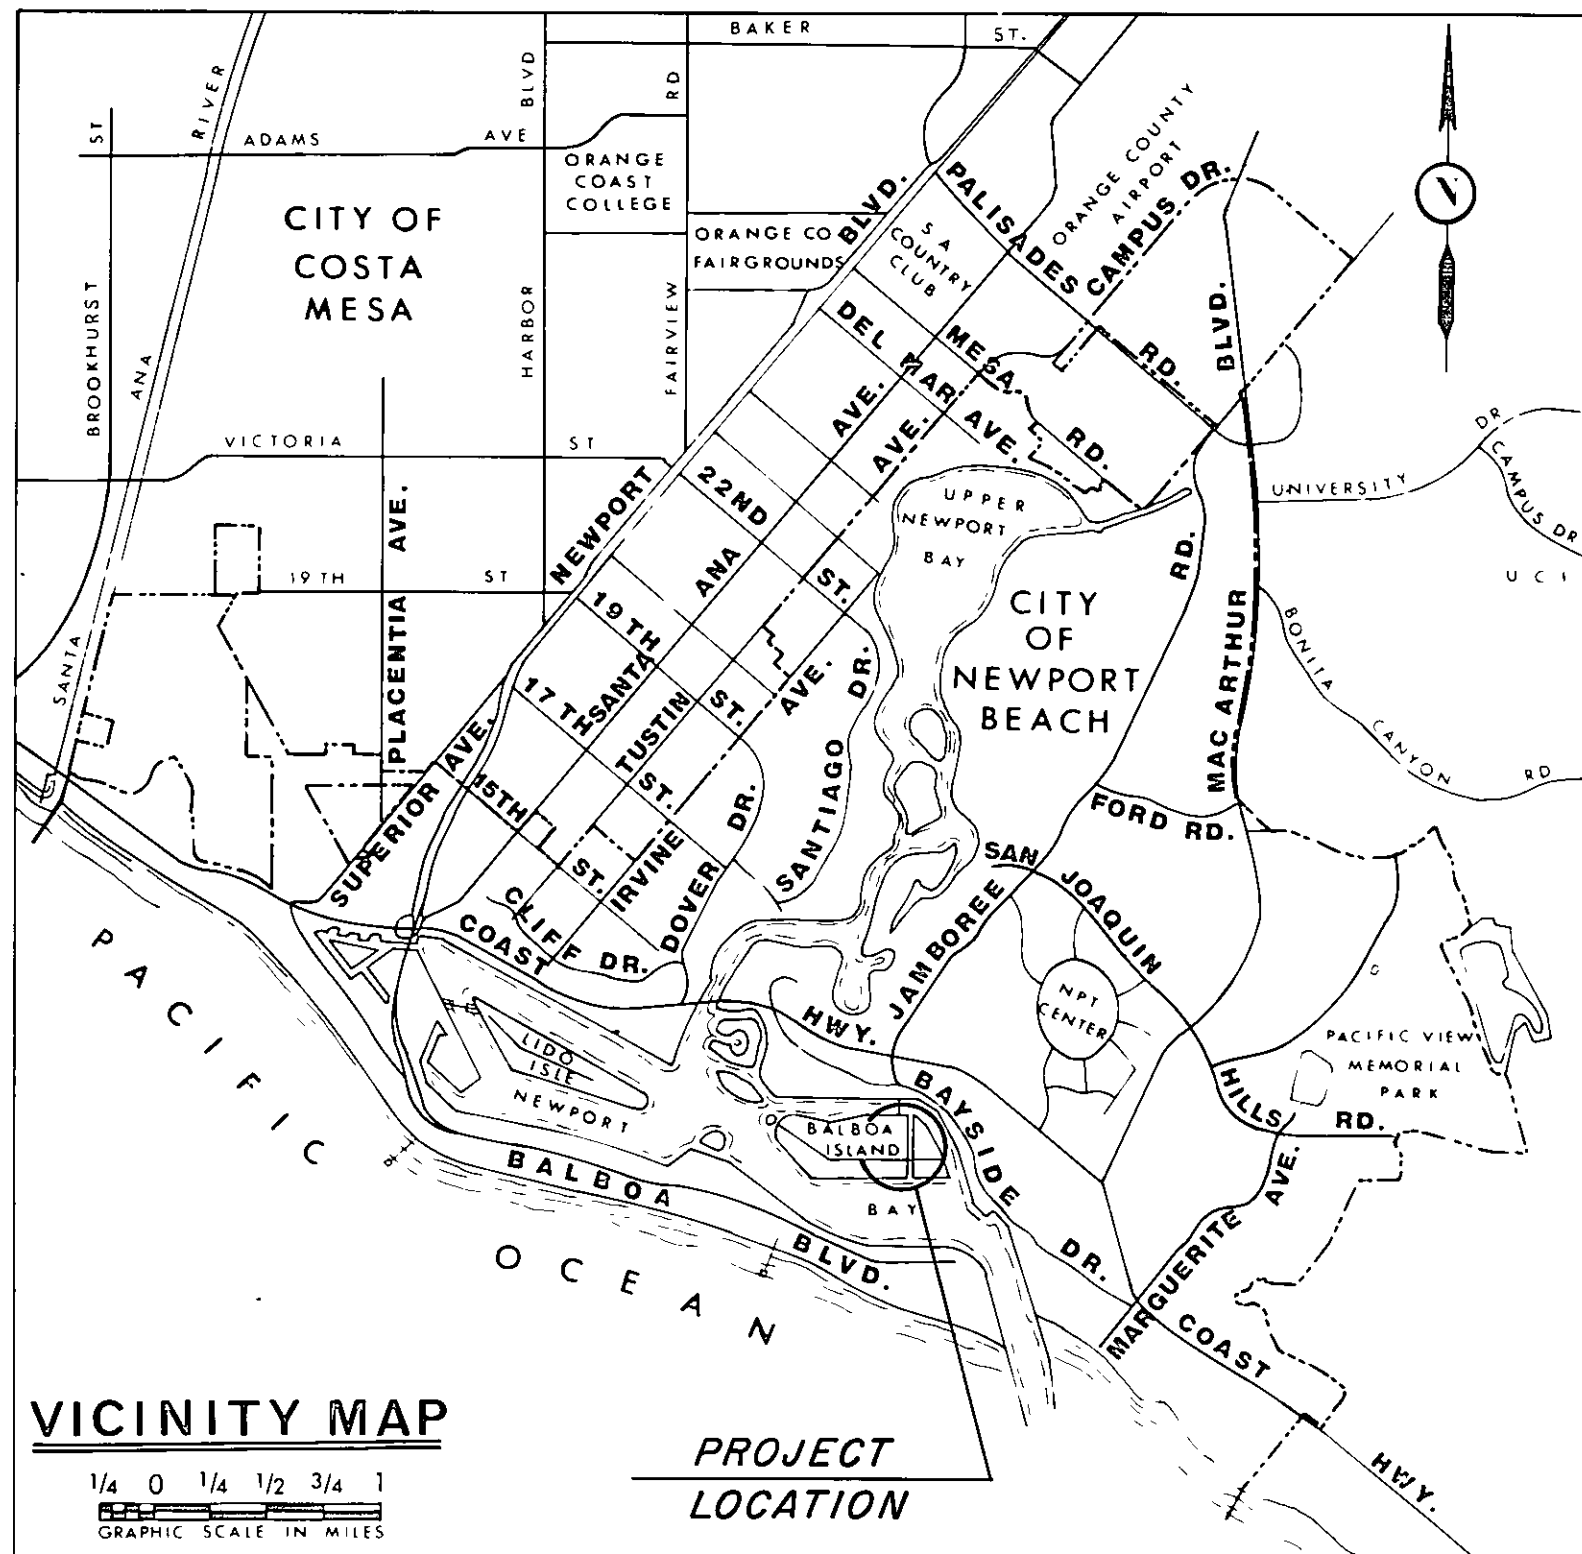 BAKER ST.
BROOKHURST ST
SANTA ANA RIVER
ADAMS AVE
HARBOR BLVD
FAIRVIEW RD
ORANGE
COAST
COLLEGE
CITY OF
COSTA
MESA
ORANGE CO
FAIRGROUNDS
NEWPORT BLVD.
S A
COUNTRY
CLUB
PALISADES RD.
ORANGE COUNTY
AIRPORT
CAMPUS DR.
MAC ARTHUR BLVD.
DEL MAR AVE.
MESA RD.
VICTORIA ST
PLACENTIA AVE.
19 TH ST
22ND ST.
19 TH ST.
17 TH ST.
15TH ST.
SANTA ANA AVE.
TUSTIN AVE.
IRVINE AVE.
SUPERIOR AVE.
CLIFF DR.
DOVER DR.
SANTIAGO DR.
UPPER
NEWPORT
BAY
CITY
OF
NEWPORT
BEACH
UNIVERSITY DR
CAMPUS DR
U C I
BONITA CANYON RD
FORD RD.
JAMBOREE RD.
SAN JOAQUIN HILLS RD.
NPT
CENTER
PACIFIC VIEW
MEMORIAL
PARK
COAST HWY.
LIDO
ISLE
NEWPORT
BALBOA
ISLAND
BAY
BAYSIDE DR.
BALBOA BLVD.
MARGUERITE AVE.
COAST HWY.
PACIFIC
OCEAN
N
VICINITY MAP
1/4 0 1/4 1/2 3/4 1
GRAPHIC SCALE IN MILES
PROJECT
LOCATION